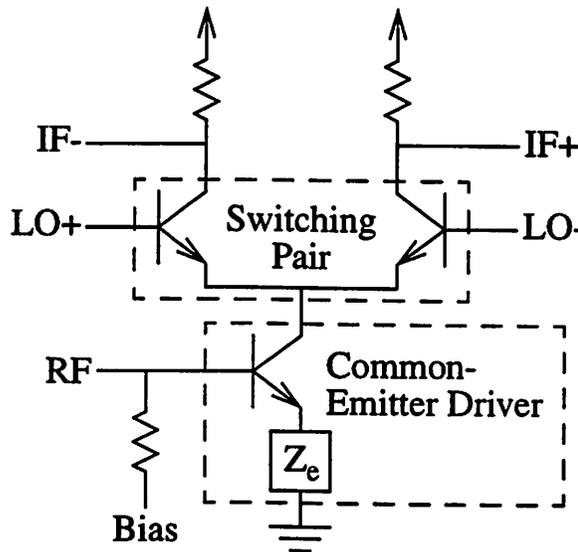 IF-
IF+
LO+
Switching
Pair
LO-
RF
Common-
Emitter Driver
Ze
Bias